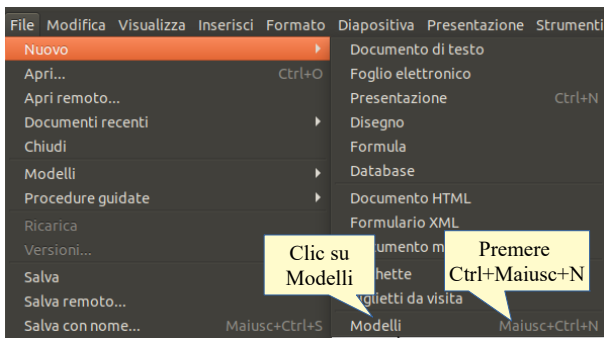 File Modifica Visualizza Inserisci Formato Diapositiva Presentazione Strumenti
Nuovo
Apri... Ctrl+O
Apri remoto...
Documenti recenti
Chiudi
Modelli
Procedure guidate
Ricarica
Versioni...
Salva
Salva remoto...
Salva con nome... Maiusc+Ctrl+S
Documento di testo
Foglio elettronico
Presentazione Ctrl+N
Disegno
Formula
Database
Documento HTML
Formulario XML
Modelli Maiusc+Ctrl+N
da visita
Clic su
Modelli
Premere
Ctrl+Maiusc+N